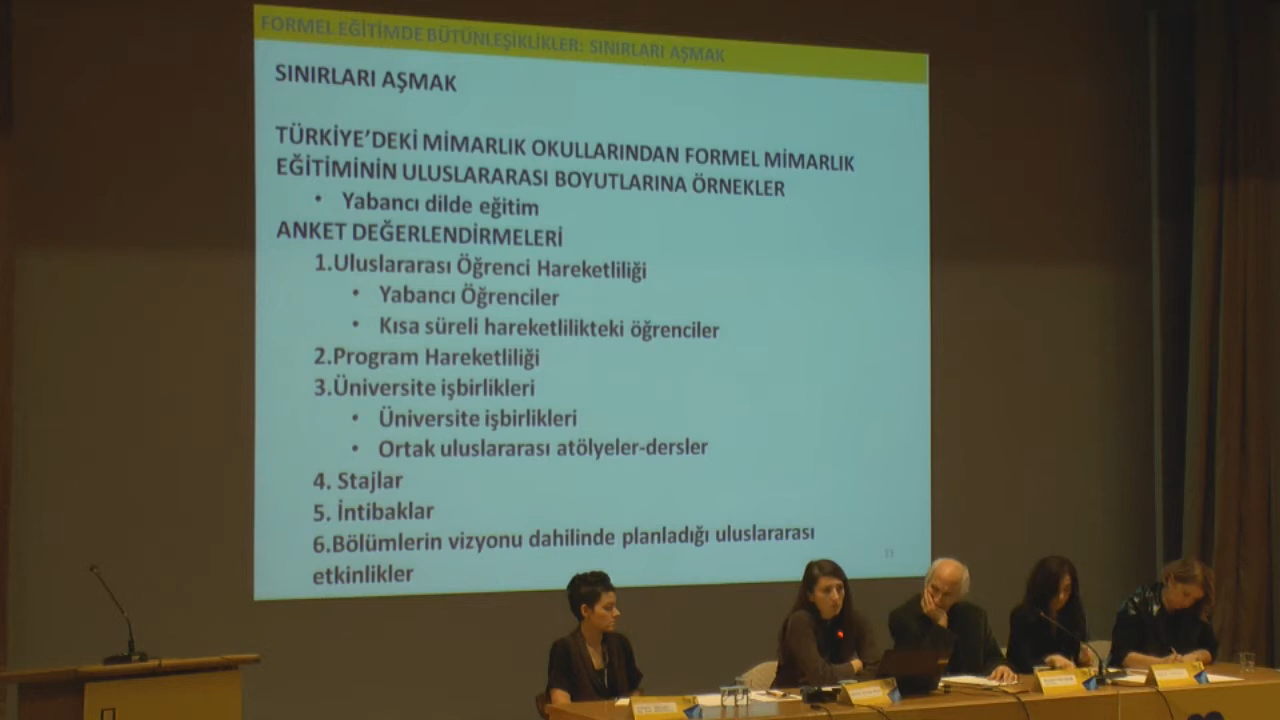 FORMEL EĞİTİMDE BÜTÜNLEŞİKLİKLER: SINIRLARI AŞMAK
SINIRLARI AŞMAK
TÜRKİYE'DEKİ MİMARLIK OKULLARINDAN FORMEL MİMARLIK
EĞİTİMİNİN ULUSLARARASI BOYUTLARINA ÖRNEKLER
• Yabancı dilde eğitim
ANKET DEĞERLENDİRMELERİ
1.Uluslararası Öğrenci Hareketliliği
• Yabancı Öğrenciler
• Kısa süreli hareketlilikteki öğrenciler
2.Program Hareketliliği
3.Üniversite işbirlikleri
• Üniversite işbirlikleri
• Ortak uluslararası atölyeler-dersler
4. Stajlar
5. İntibaklar
6.Bölümlerin vizyonu dahilinde planladığı uluslararası
etkinlikler